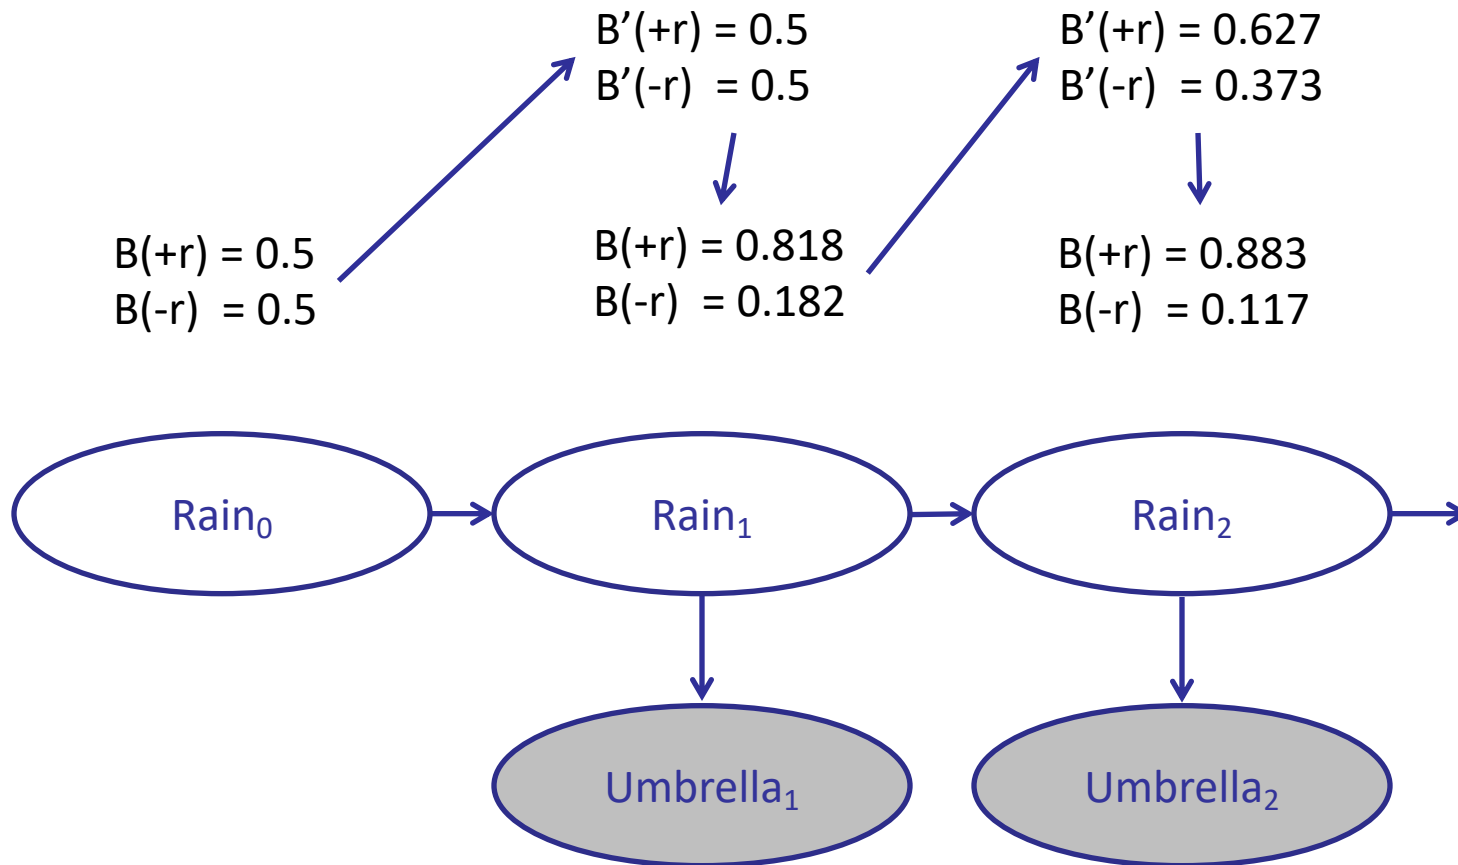 B’(+r) = 0.5
B’(-r) = 0.5
B’(+r) = 0.627
B’(-r) = 0.373
B(+r) = 0.5
B(-r) = 0.5
B(+r) = 0.818
B(-r) = 0.182
B(+r) = 0.883
B(-r) = 0.117
Rain₀
Rain₁
Rain₂
Umbrella₁
Umbrella₂